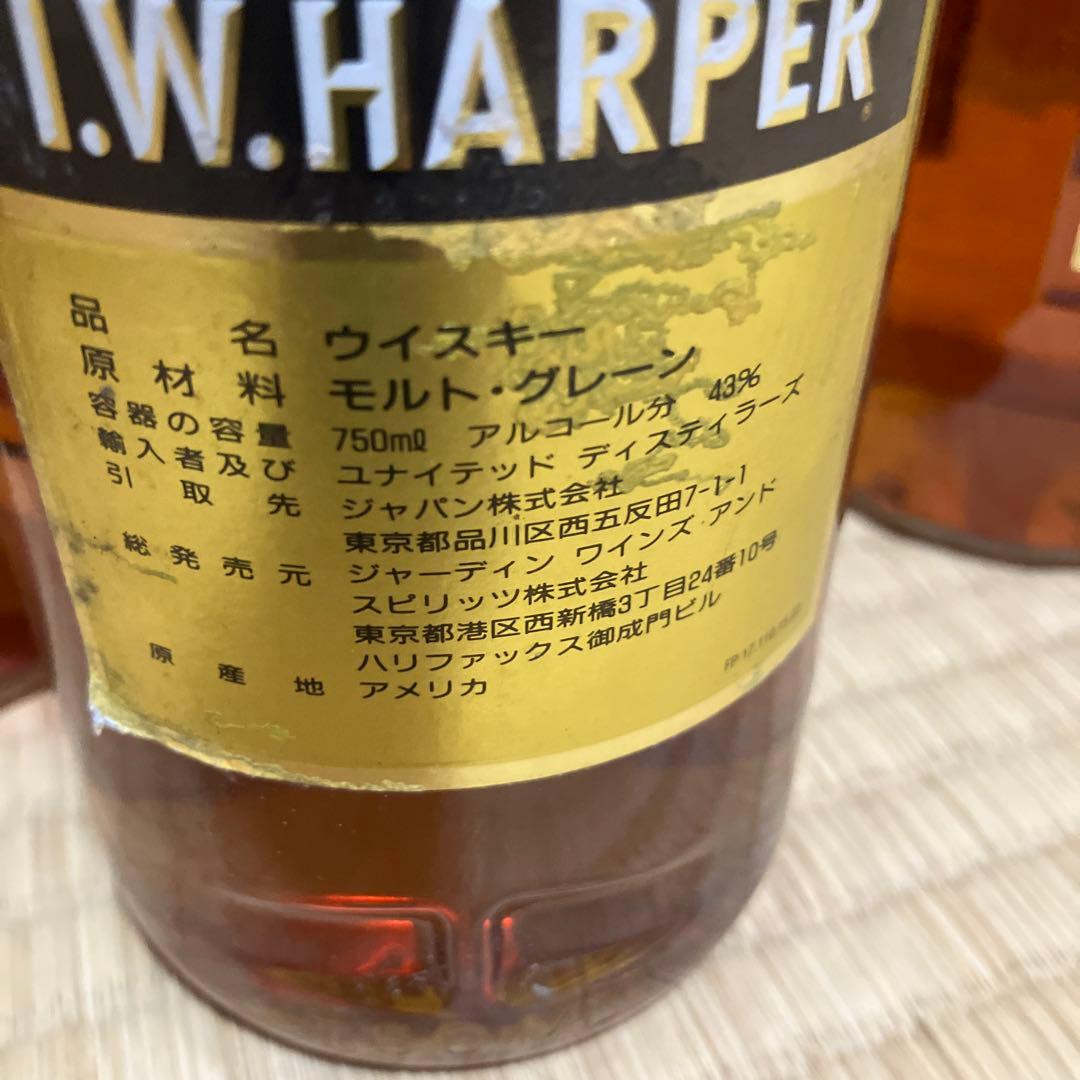 I.W.HARPER®
品名 ウイスキー
原材料 モルト・グレーン
容器の容量 750mℓ アルコール分 43%
輸入者及び ユナイテッド ディスティラーズ
引取先 ジャパン株式会社
東京都品川区西五反田7-1-1
総発売元 ジャーディン ワインズ・アンド
スピリッツ株式会社
東京都港区西新橋3丁目24番10号
ハリファックス御成門ビル
原産地 アメリカ